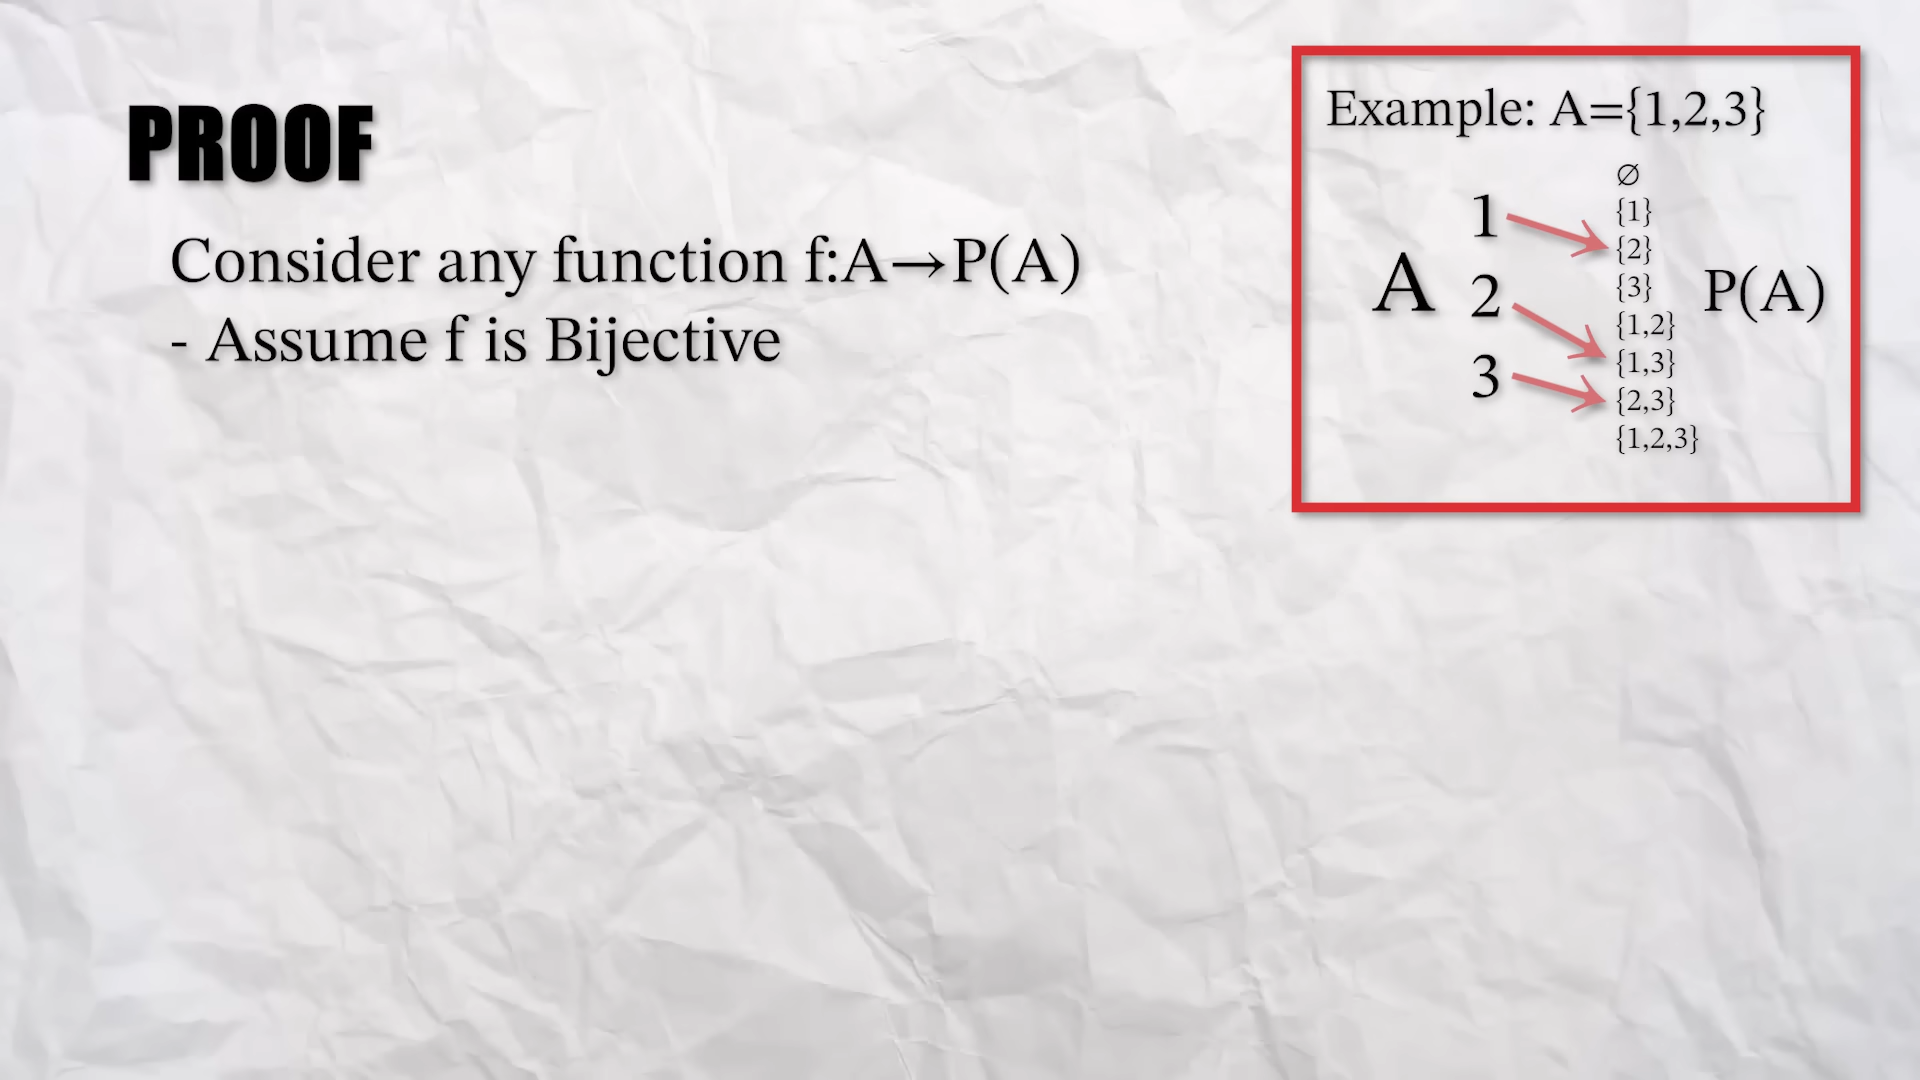 PROOF
Consider any function f:A→P(A)
- Assume f is Bijective
Example: A={1,2,3}
A
1
2
3
∅
{1}
{2}
{3}
{1,2}
{1,3}
{2,3}
{1,2,3}
P(A)